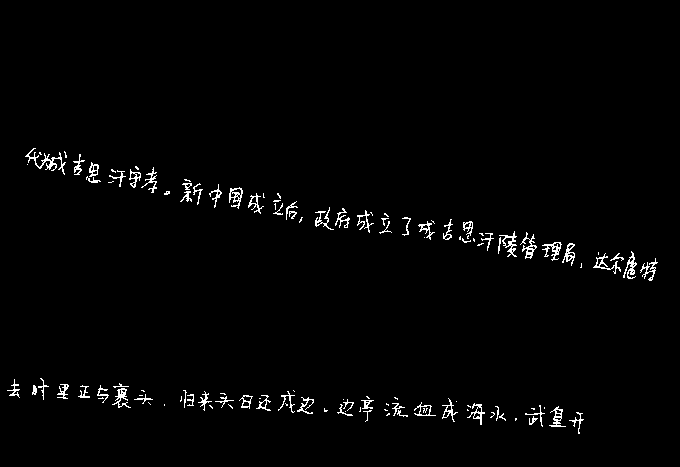 代为成吉思汗守孝。新中国成立后,政府成立了成吉思汗陵管理局,达尔扈特
去时里正与裹头,归来头白还戍边。边亭流血成海水,武皇开